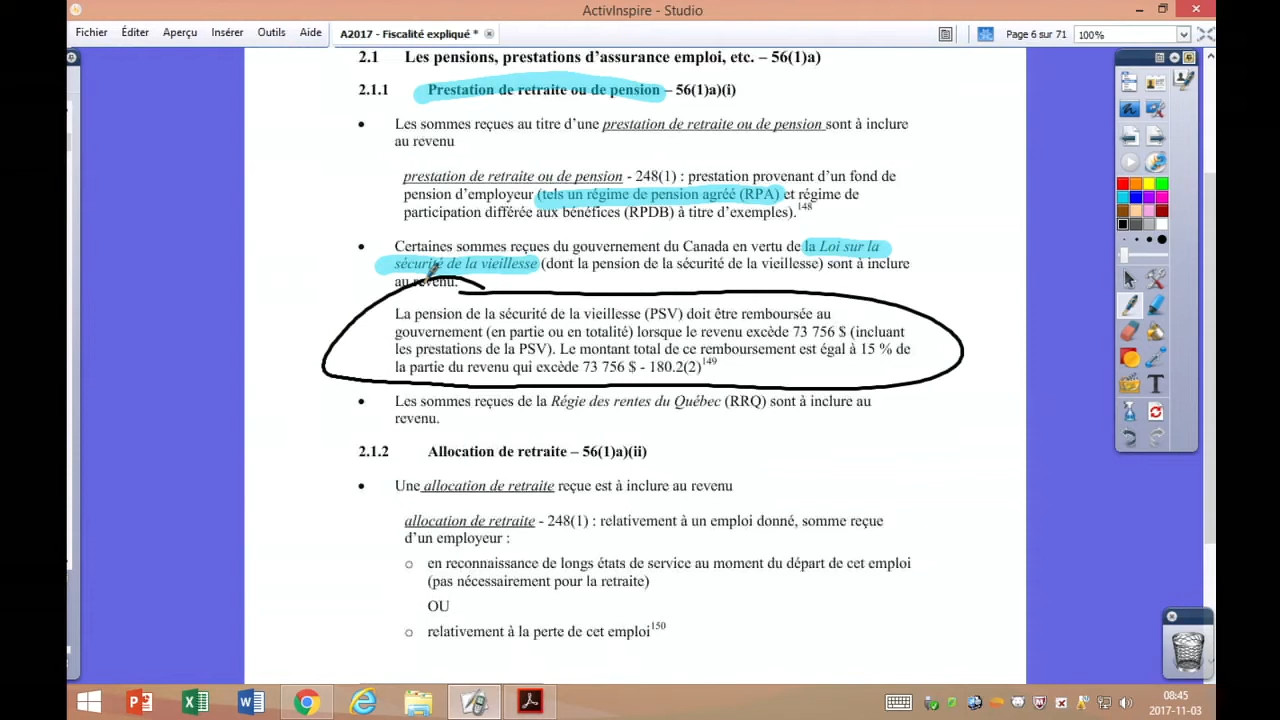 ActivInspire - Studio
Fichier Éditer Aperçu Insérer Outils Aide A2017 - Fiscalité expliqué * Page 6 sur 71 100%
2.1 Les pensions, prestations d’assurance emploi, etc. – 56(1)a)
2.1.1 Prestation de retraite ou de pension – 56(1)a)(i)
• Les sommes reçues au titre d’une prestation de retraite ou de pension sont à inclure
au revenu
prestation de retraite ou de pension - 248(1) : prestation provenant d’un fond de
pension d’employeur (tels un régime de pension agréé (RPA) et régime de
participation différée aux bénéfices (RPDB) à titre d’exemples).148
• Certaines sommes reçues du gouvernement du Canada en vertu de la Loi sur la
sécurité de la vieillesse (dont la pension de la sécurité de la vieillesse) sont à inclure
au revenu.
La pension de la sécurité de la vieillesse (PSV) doit être remboursée au
gouvernement (en partie ou en totalité) lorsque le revenu excède 73 756 $ (incluant
les prestations de la PSV). Le montant total de ce remboursement est égal à 15 % de
la partie du revenu qui excède 73 756 $ - 180.2(2)149
• Les sommes reçues de la Régie des rentes du Québec (RRQ) sont à inclure au
revenu.
2.1.2 Allocation de retraite – 56(1)a)(ii)
• Une allocation de retraite reçue est à inclure au revenu
allocation de retraite - 248(1) : relativement à un emploi donné, somme reçue
d’un employeur :
o en reconnaissance de longs états de service au moment du départ de cet emploi
(pas nécessairement pour la retraite)
OU
o relativement à la perte de cet emploi150
08:45
2017-11-03